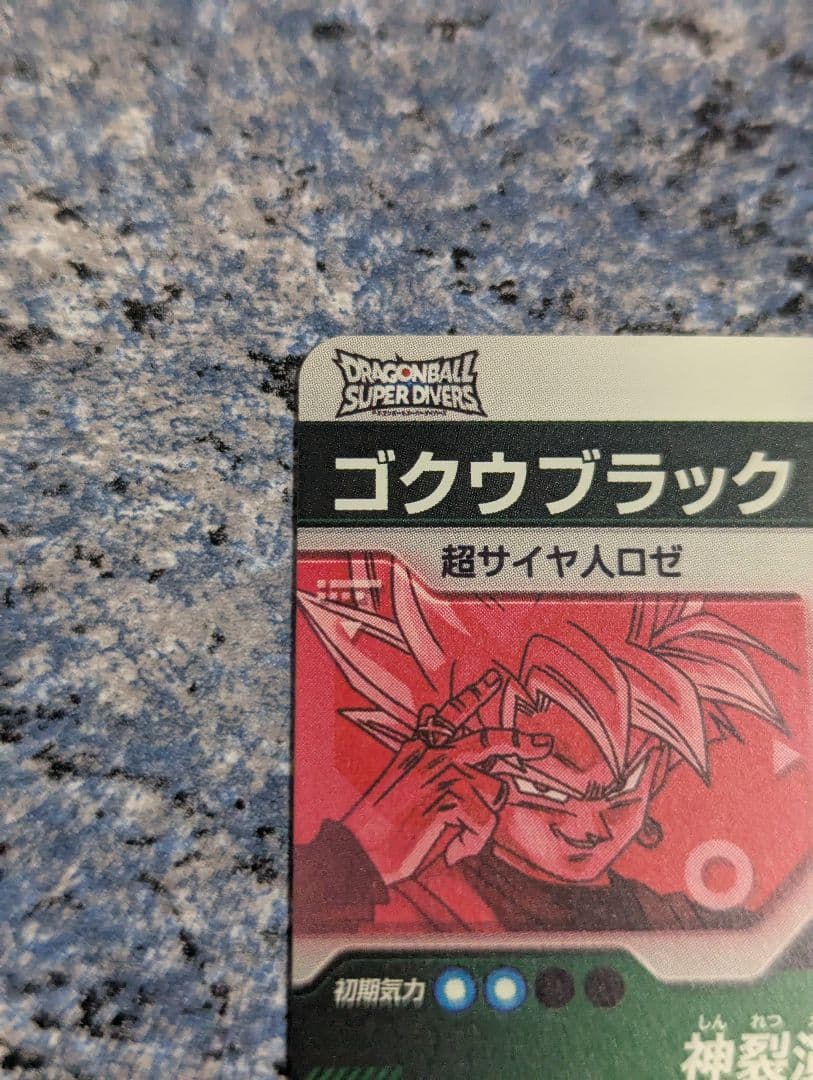 DRAGONBALL
SUPER DIVERS
ゴクウブラック
超サイヤ人ロゼ
初期気力
しん れつ
神裂